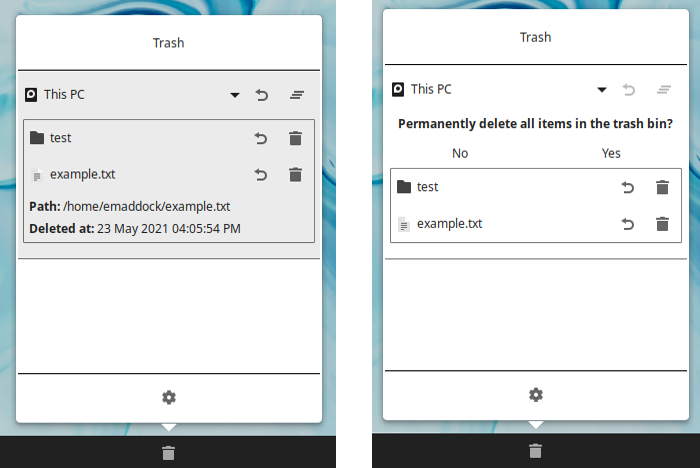 Trash
This PC
test
example.txt
Path: /home/emaddock/example.txt
Deleted at: 23 May 2021 04:05:54 PM
Trash
This PC
Permanently delete all items in the trash bin?
No Yes
test
example.txt